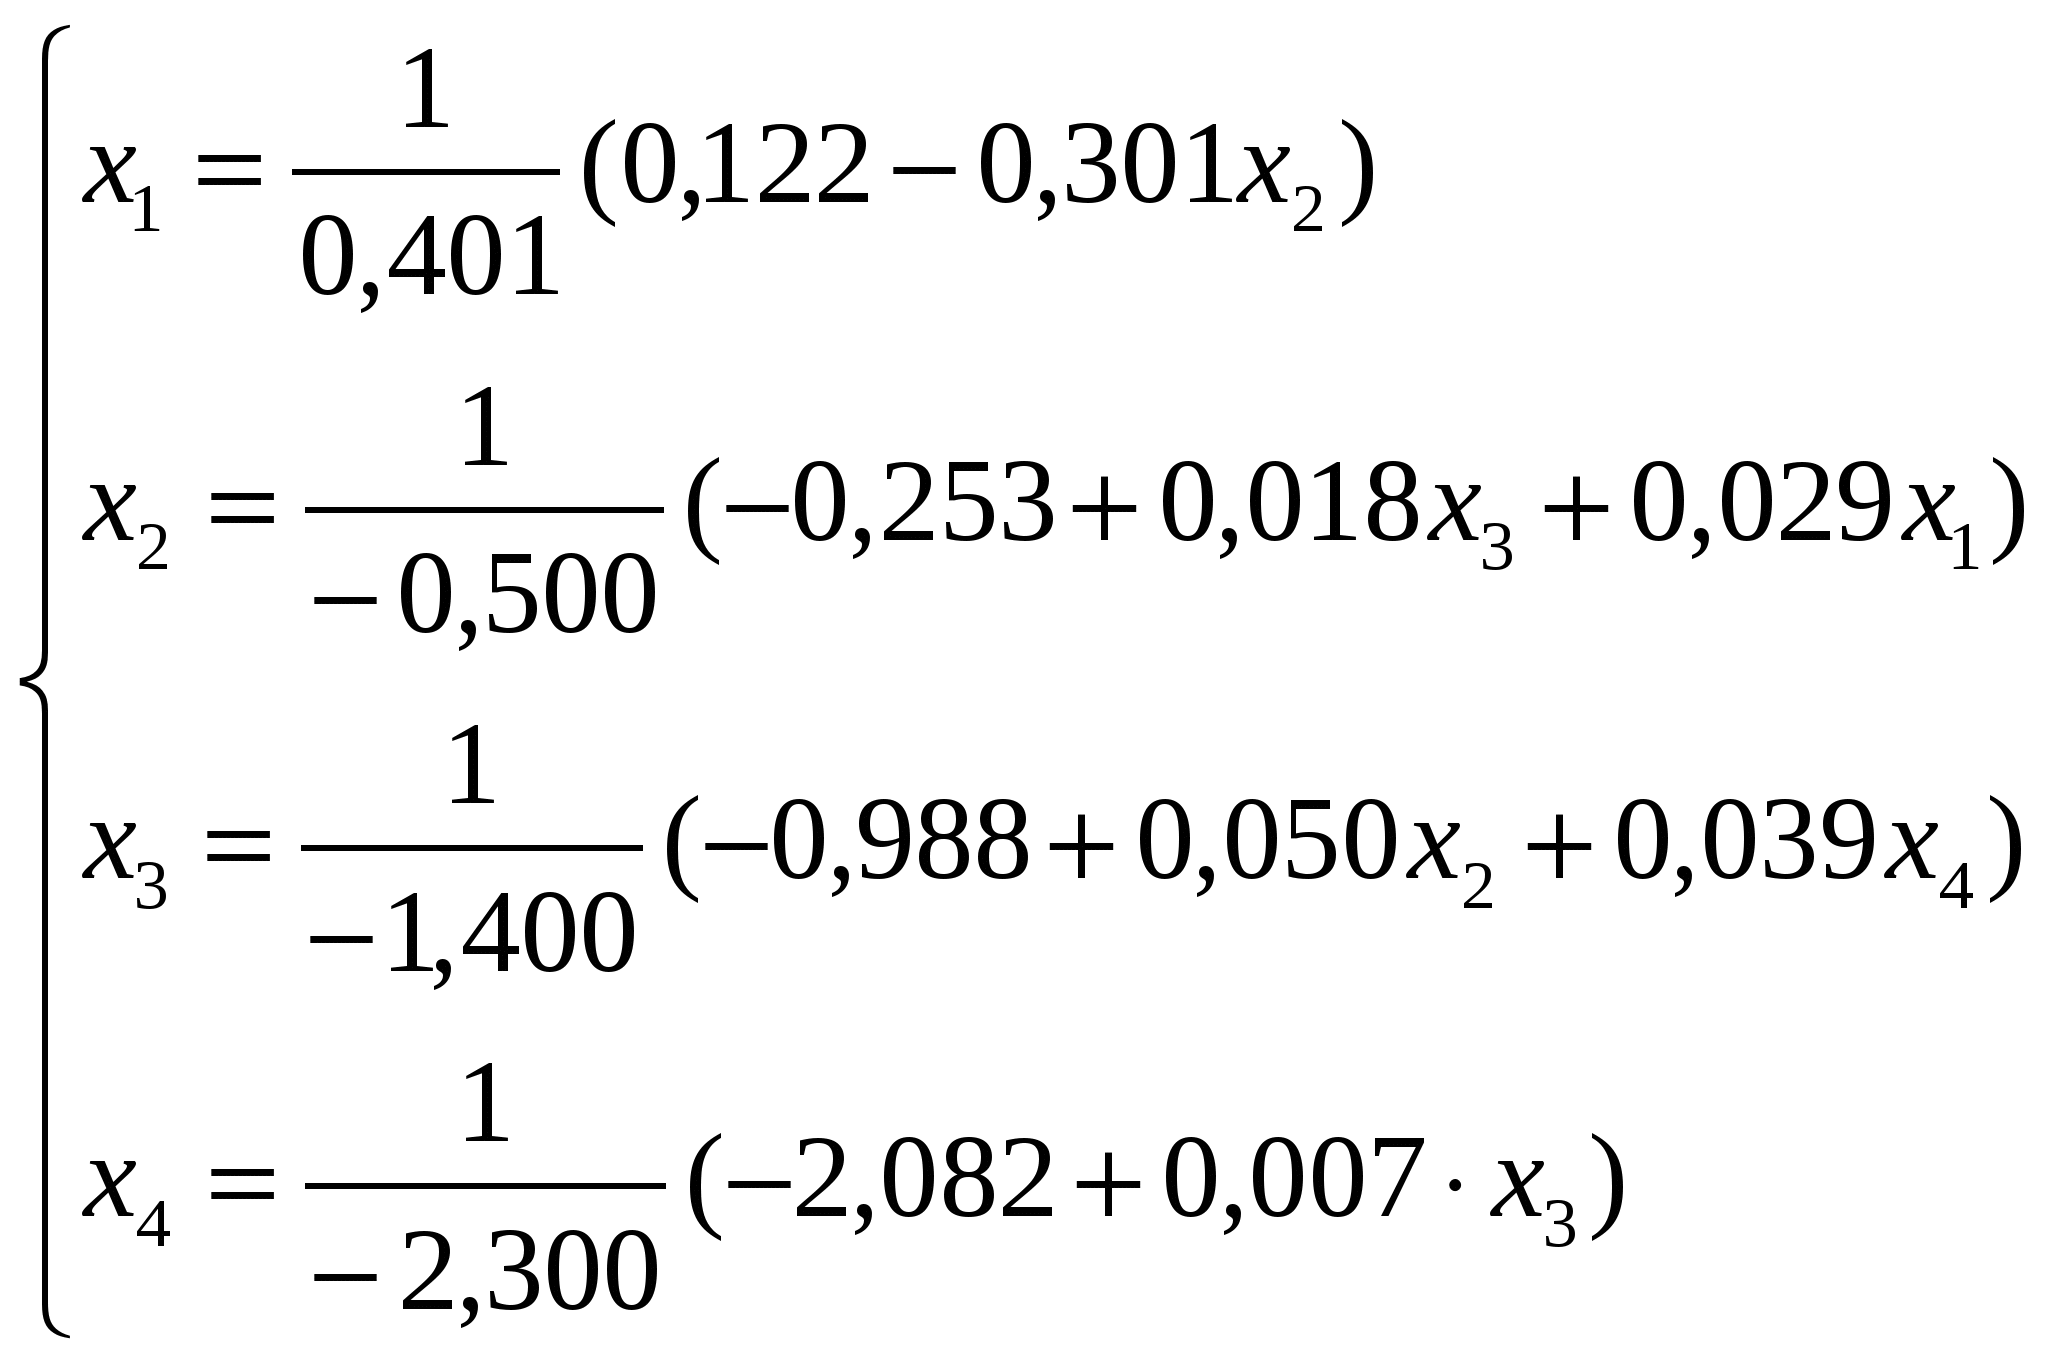 x₁ = 1/0,401 (0,122 − 0,301x₂)
x₂ = 1/−0,500 (−0,253 + 0,018x₃ + 0,029x₁)
x₃ = 1/−1,400 (−0,988 + 0,050x₂ + 0,039x₄)
x₄ = 1/−2,300 (−2,082 + 0,007 · x₃)